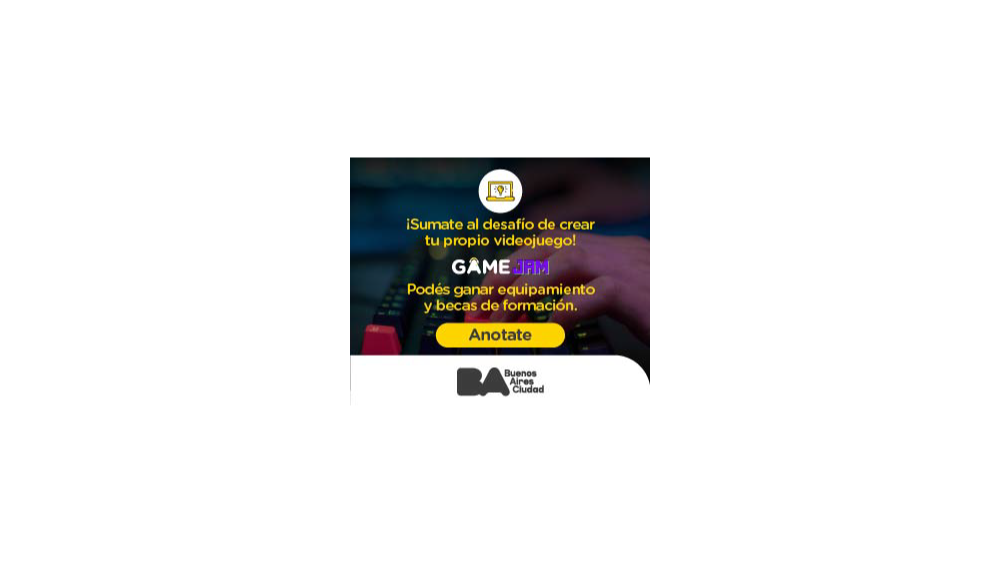 ¡Sumate al desafío de crear
tu propio videojuego!
GAME JAM
Podés ganar equipamiento
y becas de formación.
Anotate
BA Buenos
Aires
Ciudad